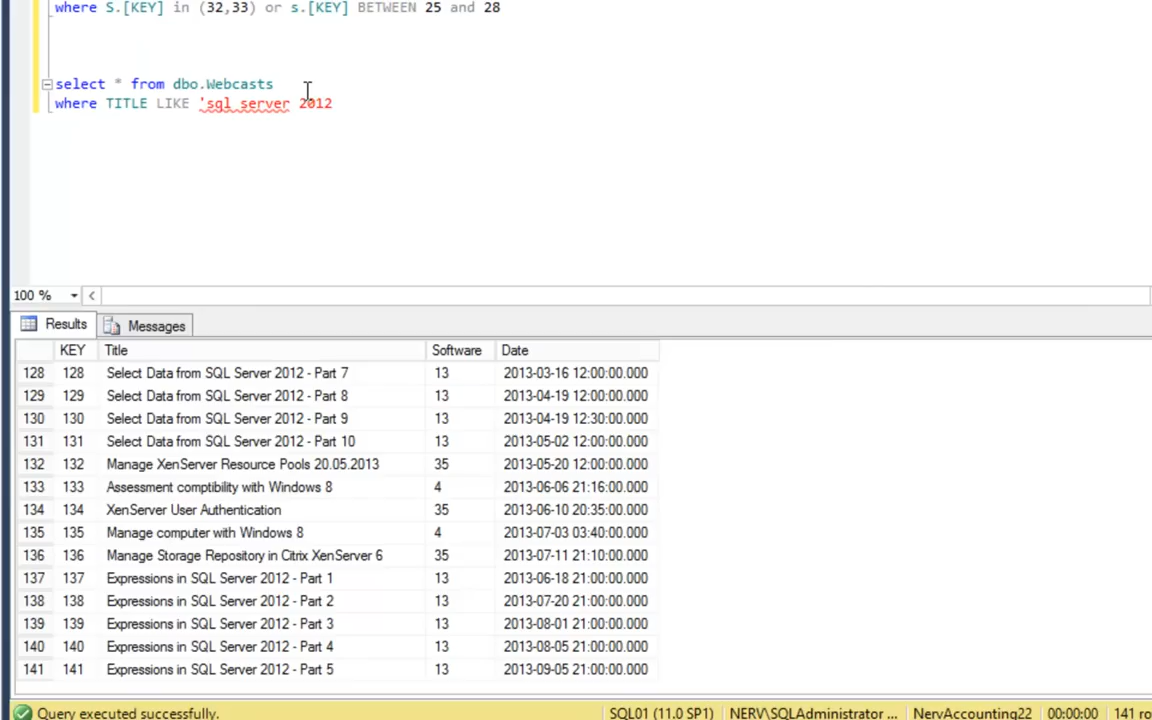 where S.[KEY] in (32,33) or s.[KEY] BETWEEN 25 and 28
select * from dbo.Webcasts
where TITLE LIKE 'sql server 2012
100 %
Results Messages
KEY Title Software Date
128 128 Select Data from SQL Server 2012 - Part 7 13 2013-03-16 12:00:00.000
129 129 Select Data from SQL Server 2012 - Part 8 13 2013-04-19 12:00:00.000
130 130 Select Data from SQL Server 2012 - Part 9 13 2013-04-19 12:30:00.000
131 131 Select Data from SQL Server 2012 - Part 10 13 2013-05-02 12:00:00.000
132 132 Manage XenServer Resource Pools 20.05.2013 35 2013-05-20 12:00:00.000
133 133 Assessment comptibility with Windows 8 4 2013-06-06 21:16:00.000
134 134 XenServer User Authentication 35 2013-06-10 20:35:00.000
135 135 Manage computer with Windows 8 4 2013-07-03 03:40:00.000
136 136 Manage Storage Repository in Citrix XenServer 6 35 2013-07-11 21:10:00.000
137 137 Expressions in SQL Server 2012 - Part 1 13 2013-06-18 21:00:00.000
138 138 Expressions in SQL Server 2012 - Part 2 13 2013-07-20 21:00:00.000
139 139 Expressions in SQL Server 2012 - Part 3 13 2013-08-01 21:00:00.000
140 140 Expressions in SQL Server 2012 - Part 4 13 2013-08-05 21:00:00.000
141 141 Expressions in SQL Server 2012 - Part 5 13 2013-09-05 21:00:00.000
Query executed successfully. SQL01 (11.0 SP1) NERV\SQLAdministrator ... NervAccounting22 00:00:00 141 ro